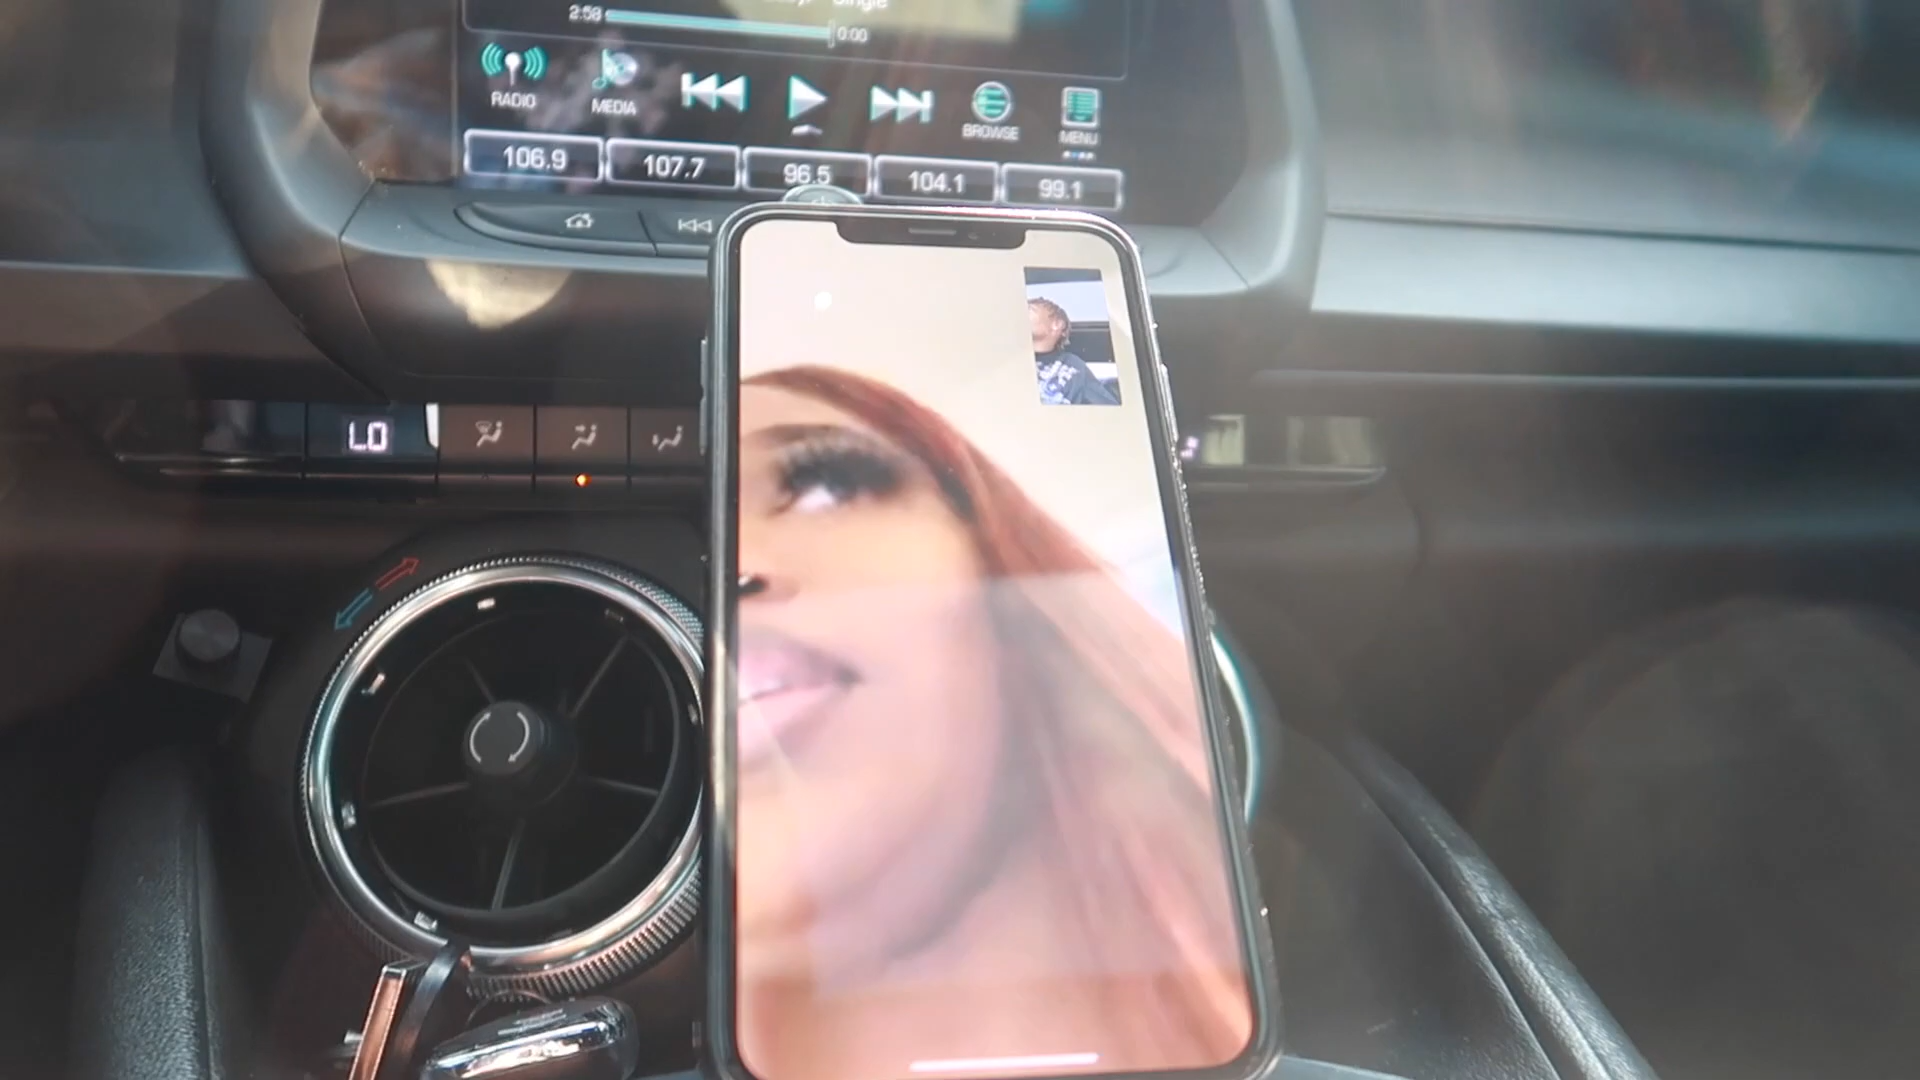 Single
2:58
0:00
RADIO
MEDIA
BROWSE
MENU
106.9
107.7
96.5
104.1
99.1
LO